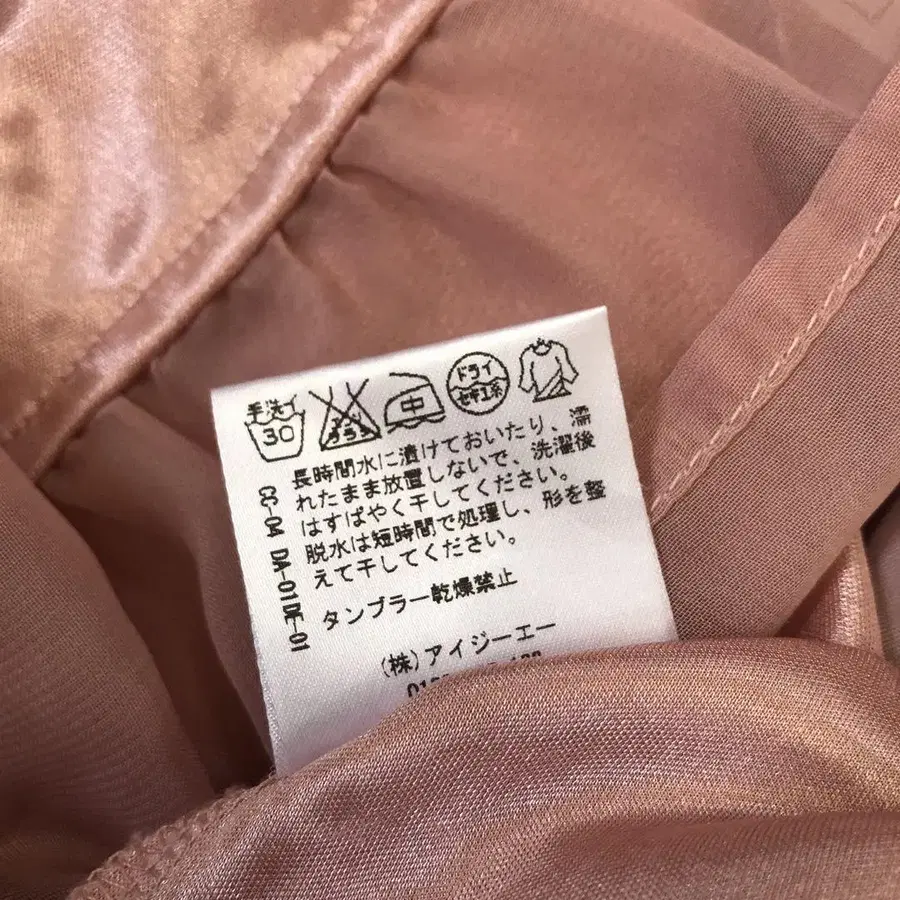 手洗イ
30
中
ドライ
セキユ系
長時間水に漬けておいたり、濡
れたまま放置しないで、洗濯後
はすばやく干してください。
脱水は短時間で処理し、形を整
えて干してください。
タンブラー乾燥禁止
(株)アイジーエー
CC-04 DA-01DE-01